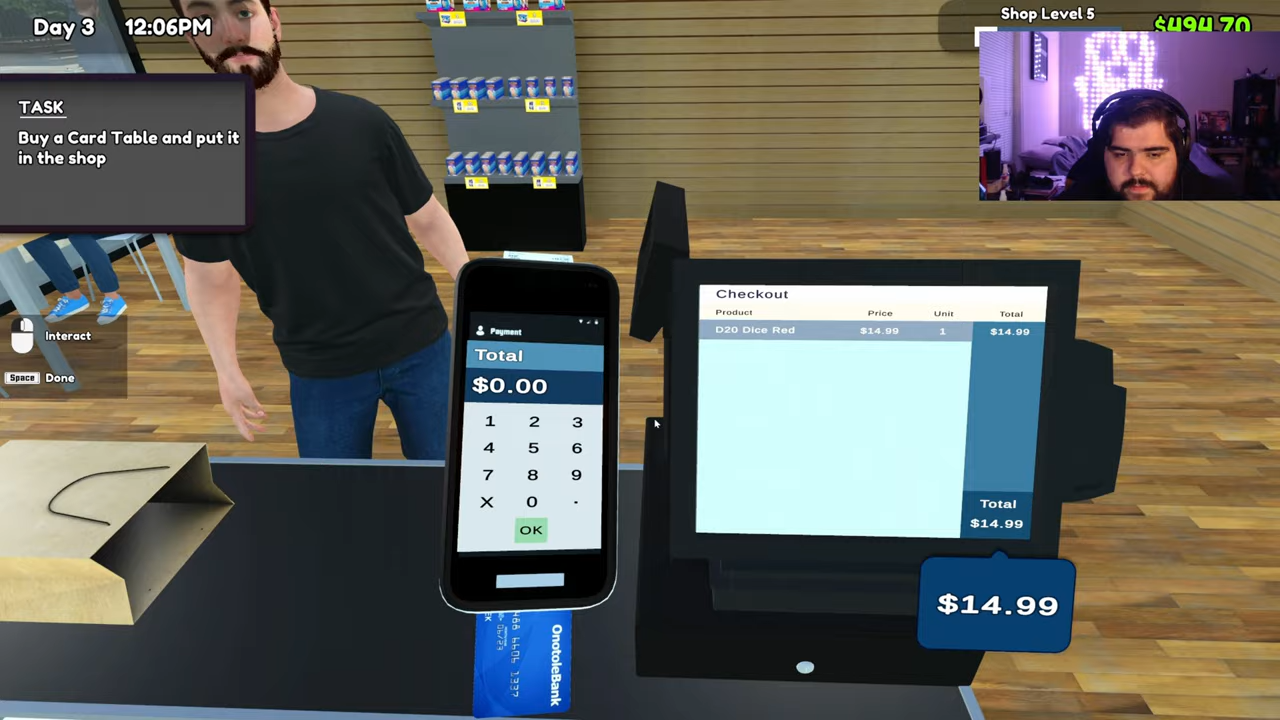 Day 3 12:06PM
Shop Level 5
$494.70
TASK
Buy a Card Table and put it
in the shop
Interact
Space Done
Payment
Total
$0.00
1 2 3
4 5 6
7 8 9
X 0 .
OK
Checkout
Product Price Unit Total
D20 Dice Red $14.99 1 $14.99
Total
$14.99
$14.99
OnotoleBank